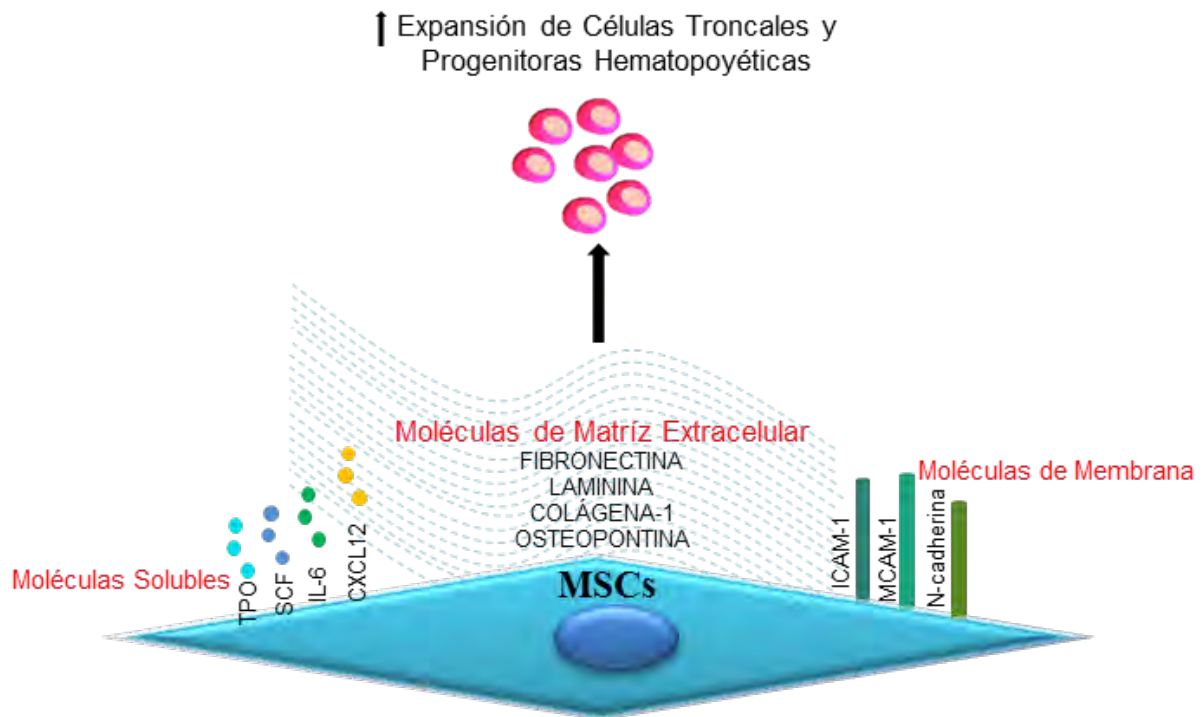 Expansión de Células Troncales y
Progenitoras Hematopoyéticas
Moléculas de Matríz Extracelular
FIBRONECTINA
LAMININA
COLÁGENA-1
OSTEOPONTINA
Moléculas de Membrana
ICAM-1
MCAM-1
N-cadherina
Moléculas Solubles
TPO
SCF
IL-6
CXCL12
MSCs